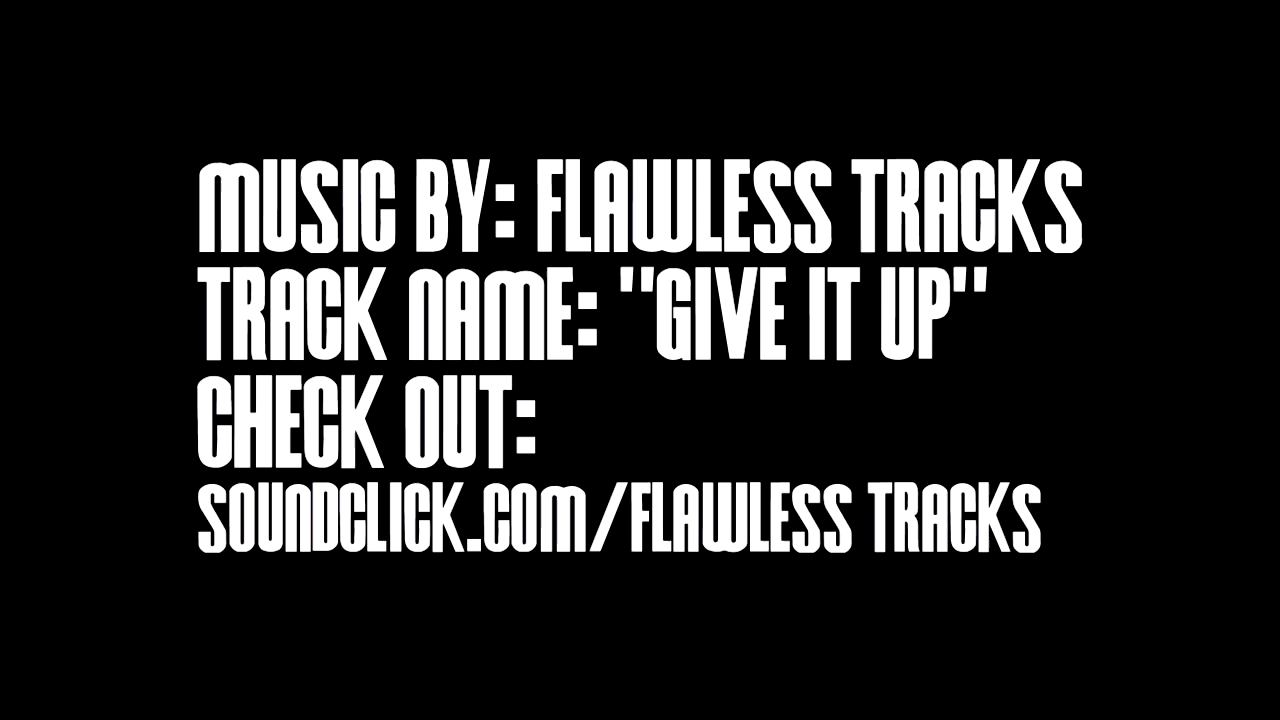 MUSIC BY: FLAWLESS TRACKS
TRACK NAME: "GIVE IT UP"
CHECK OUT:
SOUNDCLICK.COM/FLAWLESS TRACKS